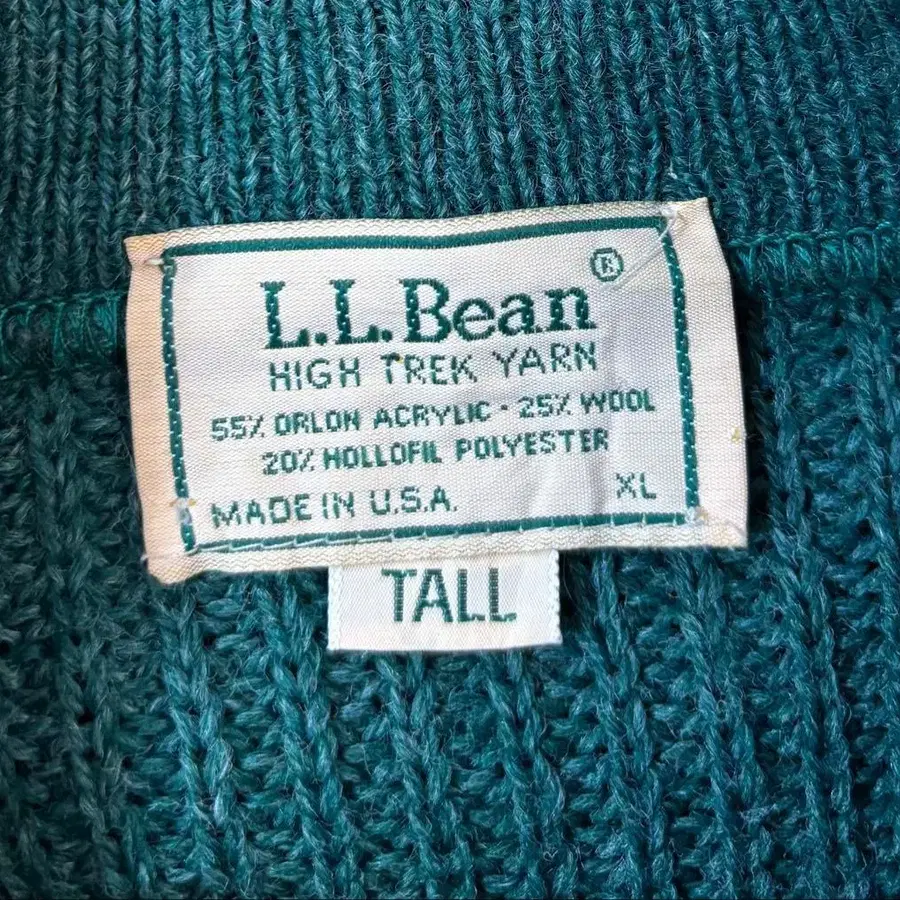 L.L.Bean®
HIGH TREK YARN
55% ORLON ACRYLIC · 25% WOOL
20% HOLLOFIL POLYESTER
MADE IN U.S.A. XL
TALL